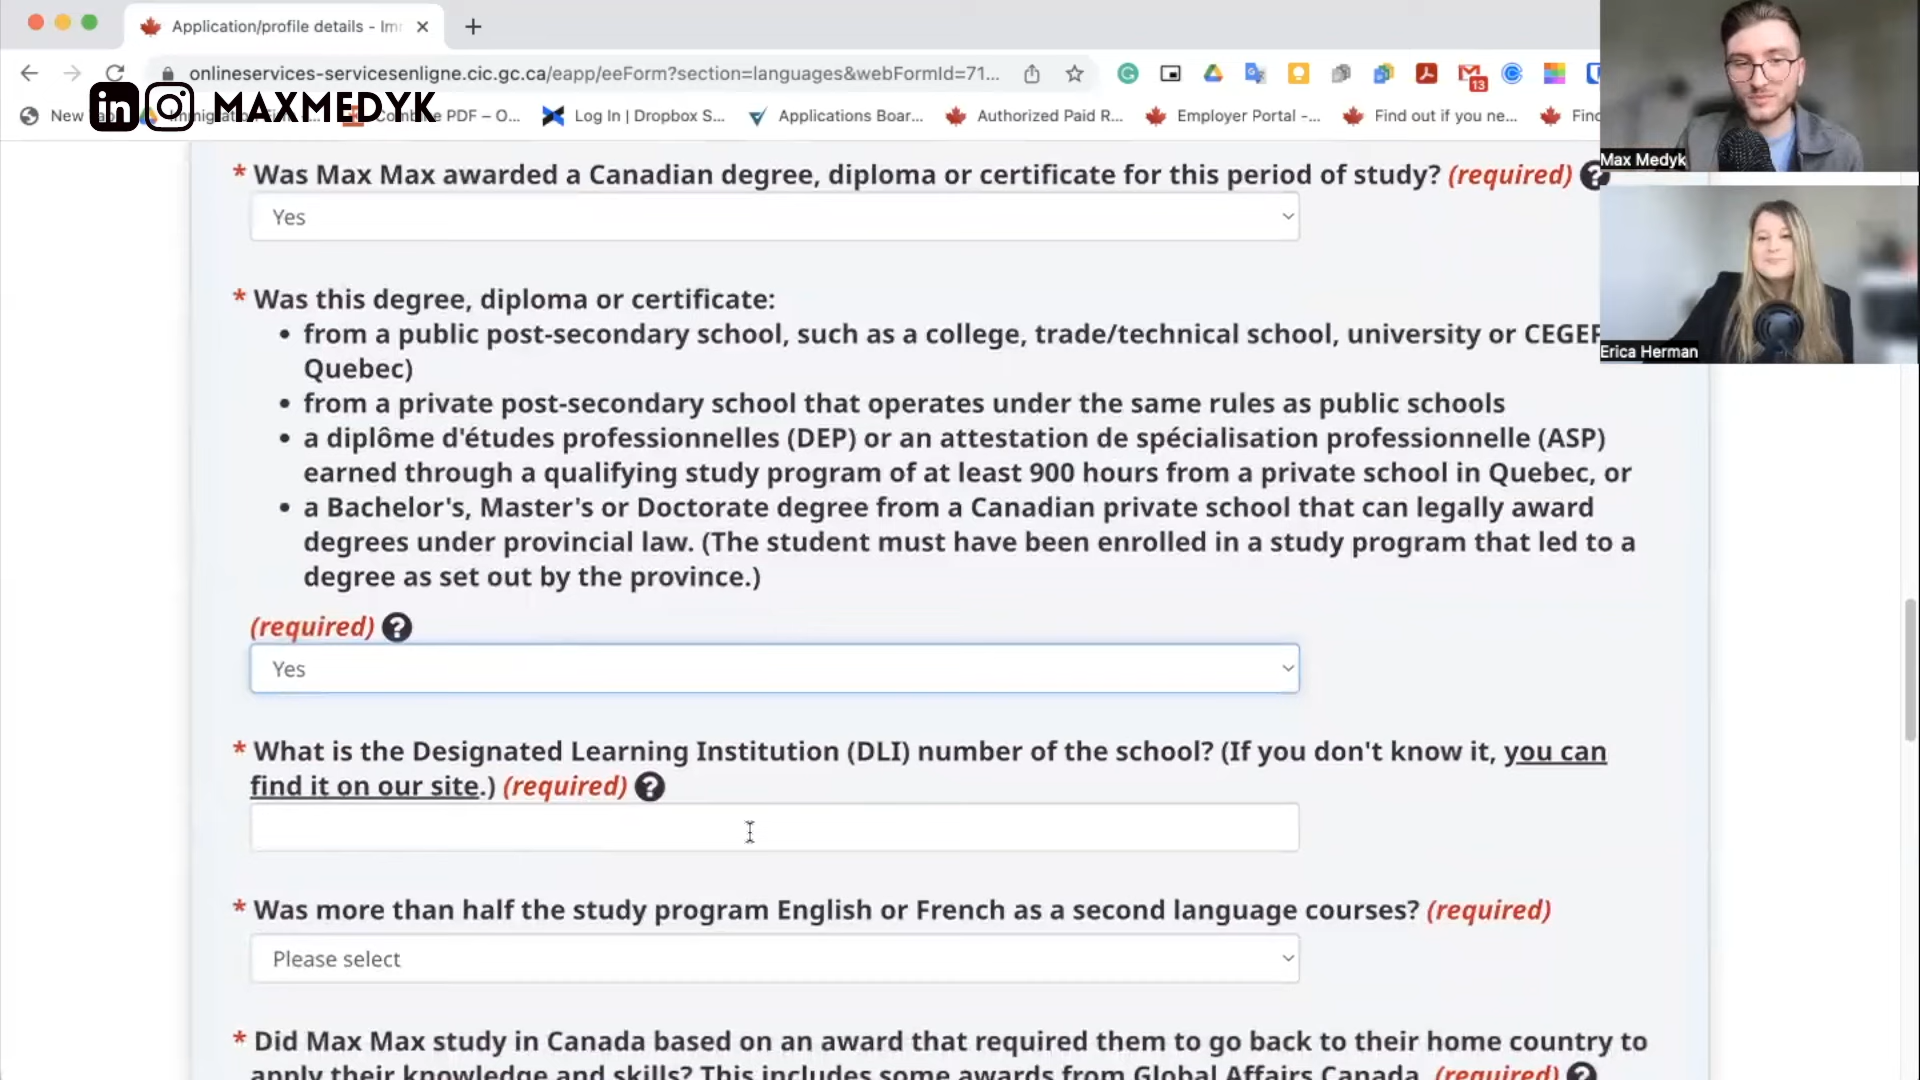 Application/profile details - Im
onlineservices-servicesenligne.cic.gc.ca/eapp/eeForm?section=languages&webFormId=71...
13
in MAXMEDYK
New
PDF – O...
Log In | Dropbox S...
Applications Boar...
Authorized Paid R...
Employer Portal -...
Find out if you ne...
Max Medyk
Erica Herman
* Was Max Max awarded a Canadian degree, diploma or certificate for this period of study? (required) ?
Yes
* Was this degree, diploma or certificate:
• from a public post-secondary school, such as a college, trade/technical school, university or CEGEP
Quebec)
• from a private post-secondary school that operates under the same rules as public schools
• a diplôme d'études professionnelles (DEP) or an attestation de spécialisation professionnelle (ASP)
earned through a qualifying study program of at least 900 hours from a private school in Quebec, or
• a Bachelor's, Master's or Doctorate degree from a Canadian private school that can legally award
degrees under provincial law. (The student must have been enrolled in a study program that led to a
degree as set out by the province.)
(required) ?
Yes
* What is the Designated Learning Institution (DLI) number of the school? (If you don't know it, you can
find it on our site.) (required) ?
* Was more than half the study program English or French as a second language courses? (required)
Please select
* Did Max Max study in Canada based on an award that required them to go back to their home country to
apply their knowledge and skills? This includes some awards from Global Affairs Canada. (required) ?